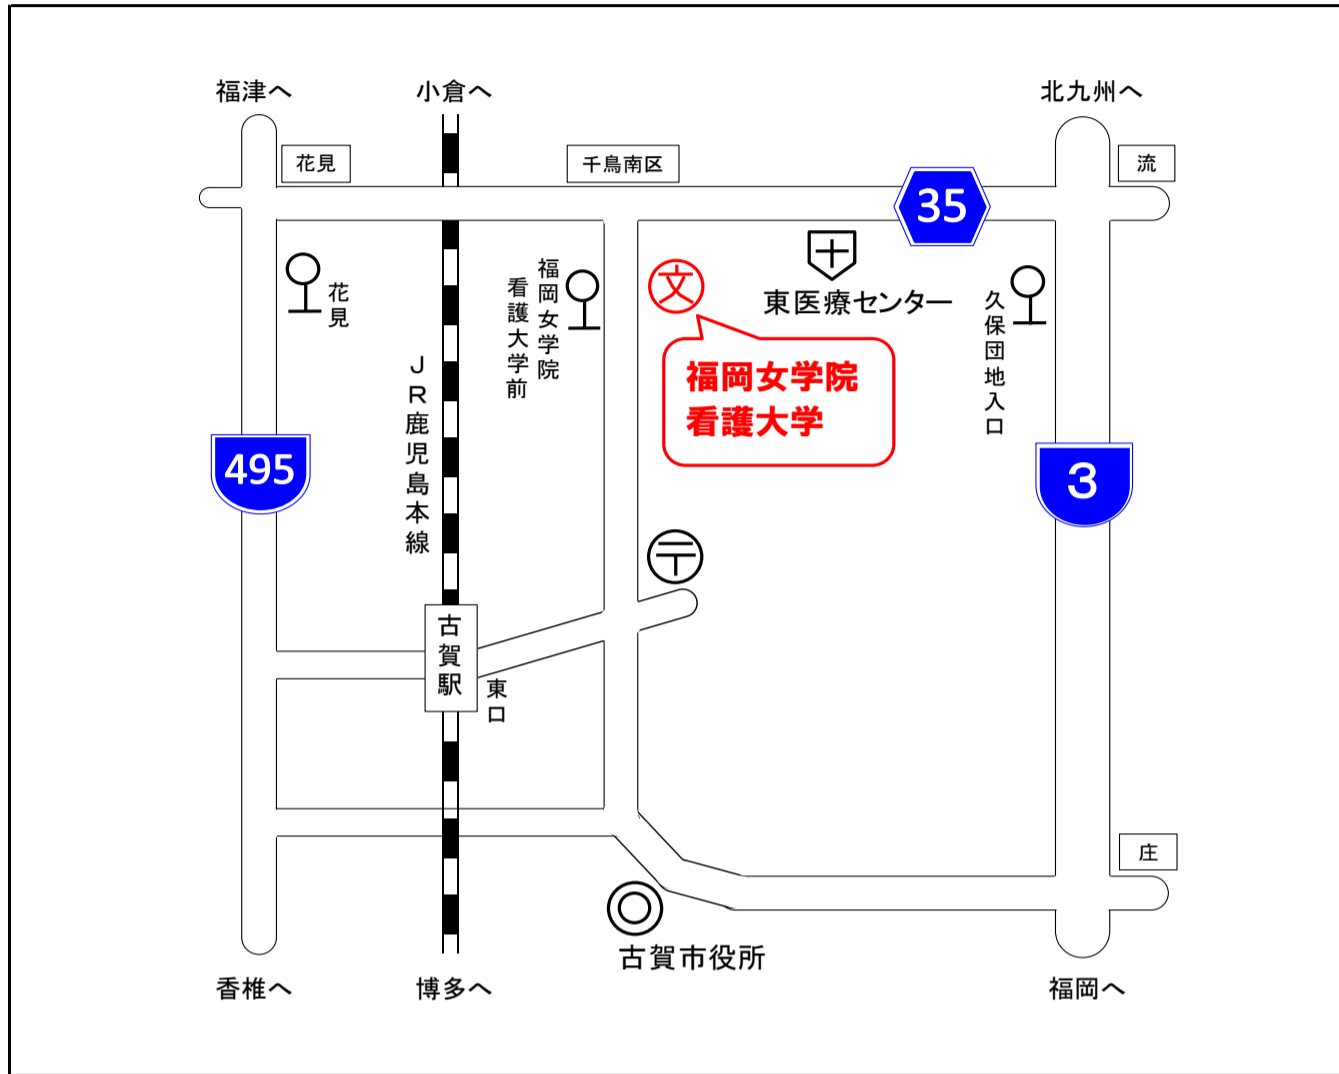 福津へ
小倉へ
北九州へ
花見
千鳥南区
流
35
花見
福岡女学院
看護大学前
東医療センター
久保団地入口
文
福岡女学院
看護大学
JR鹿児島本線
495
3
〒
古賀駅
東口
庄
古賀市役所
香椎へ
博多へ
福岡へ